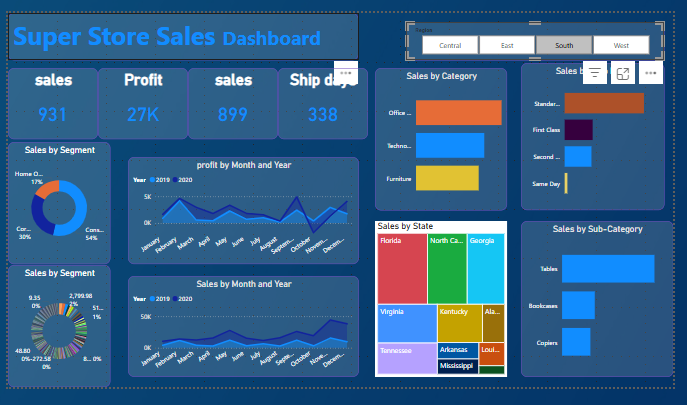 Super Store Sales Dashboard
Region
Central East South West
sales Profit sales Ship days
931 27K 899 338
Sales by Segment
Home O... 17%
Cor... 30%
Cons... 54%
profit by Month and Year
Year 2019 2020
5K
0K
January February March April May June July August Septem... October Novem... Decem...
Sales by Segment
9.35 0%
2,799.98 2%
51... 1%
48.80 0%
-272.58 0%
8... 0%
Sales by Month and Year
Year 2019 2020
50K
0K
January February March April May June July August Septe... October Nove... Decem...
Sales by Category
Office ...
Techno...
Furniture
Sales by
Standar...
First Class
Second ...
Same Day
Sales by State
Florida North Ca... Georgia
Virginia Kentucky Ala...
Tennessee Arkansas Loui...
Mississippi
Sales by Sub-Category
Tables
Bookcases
Copiers